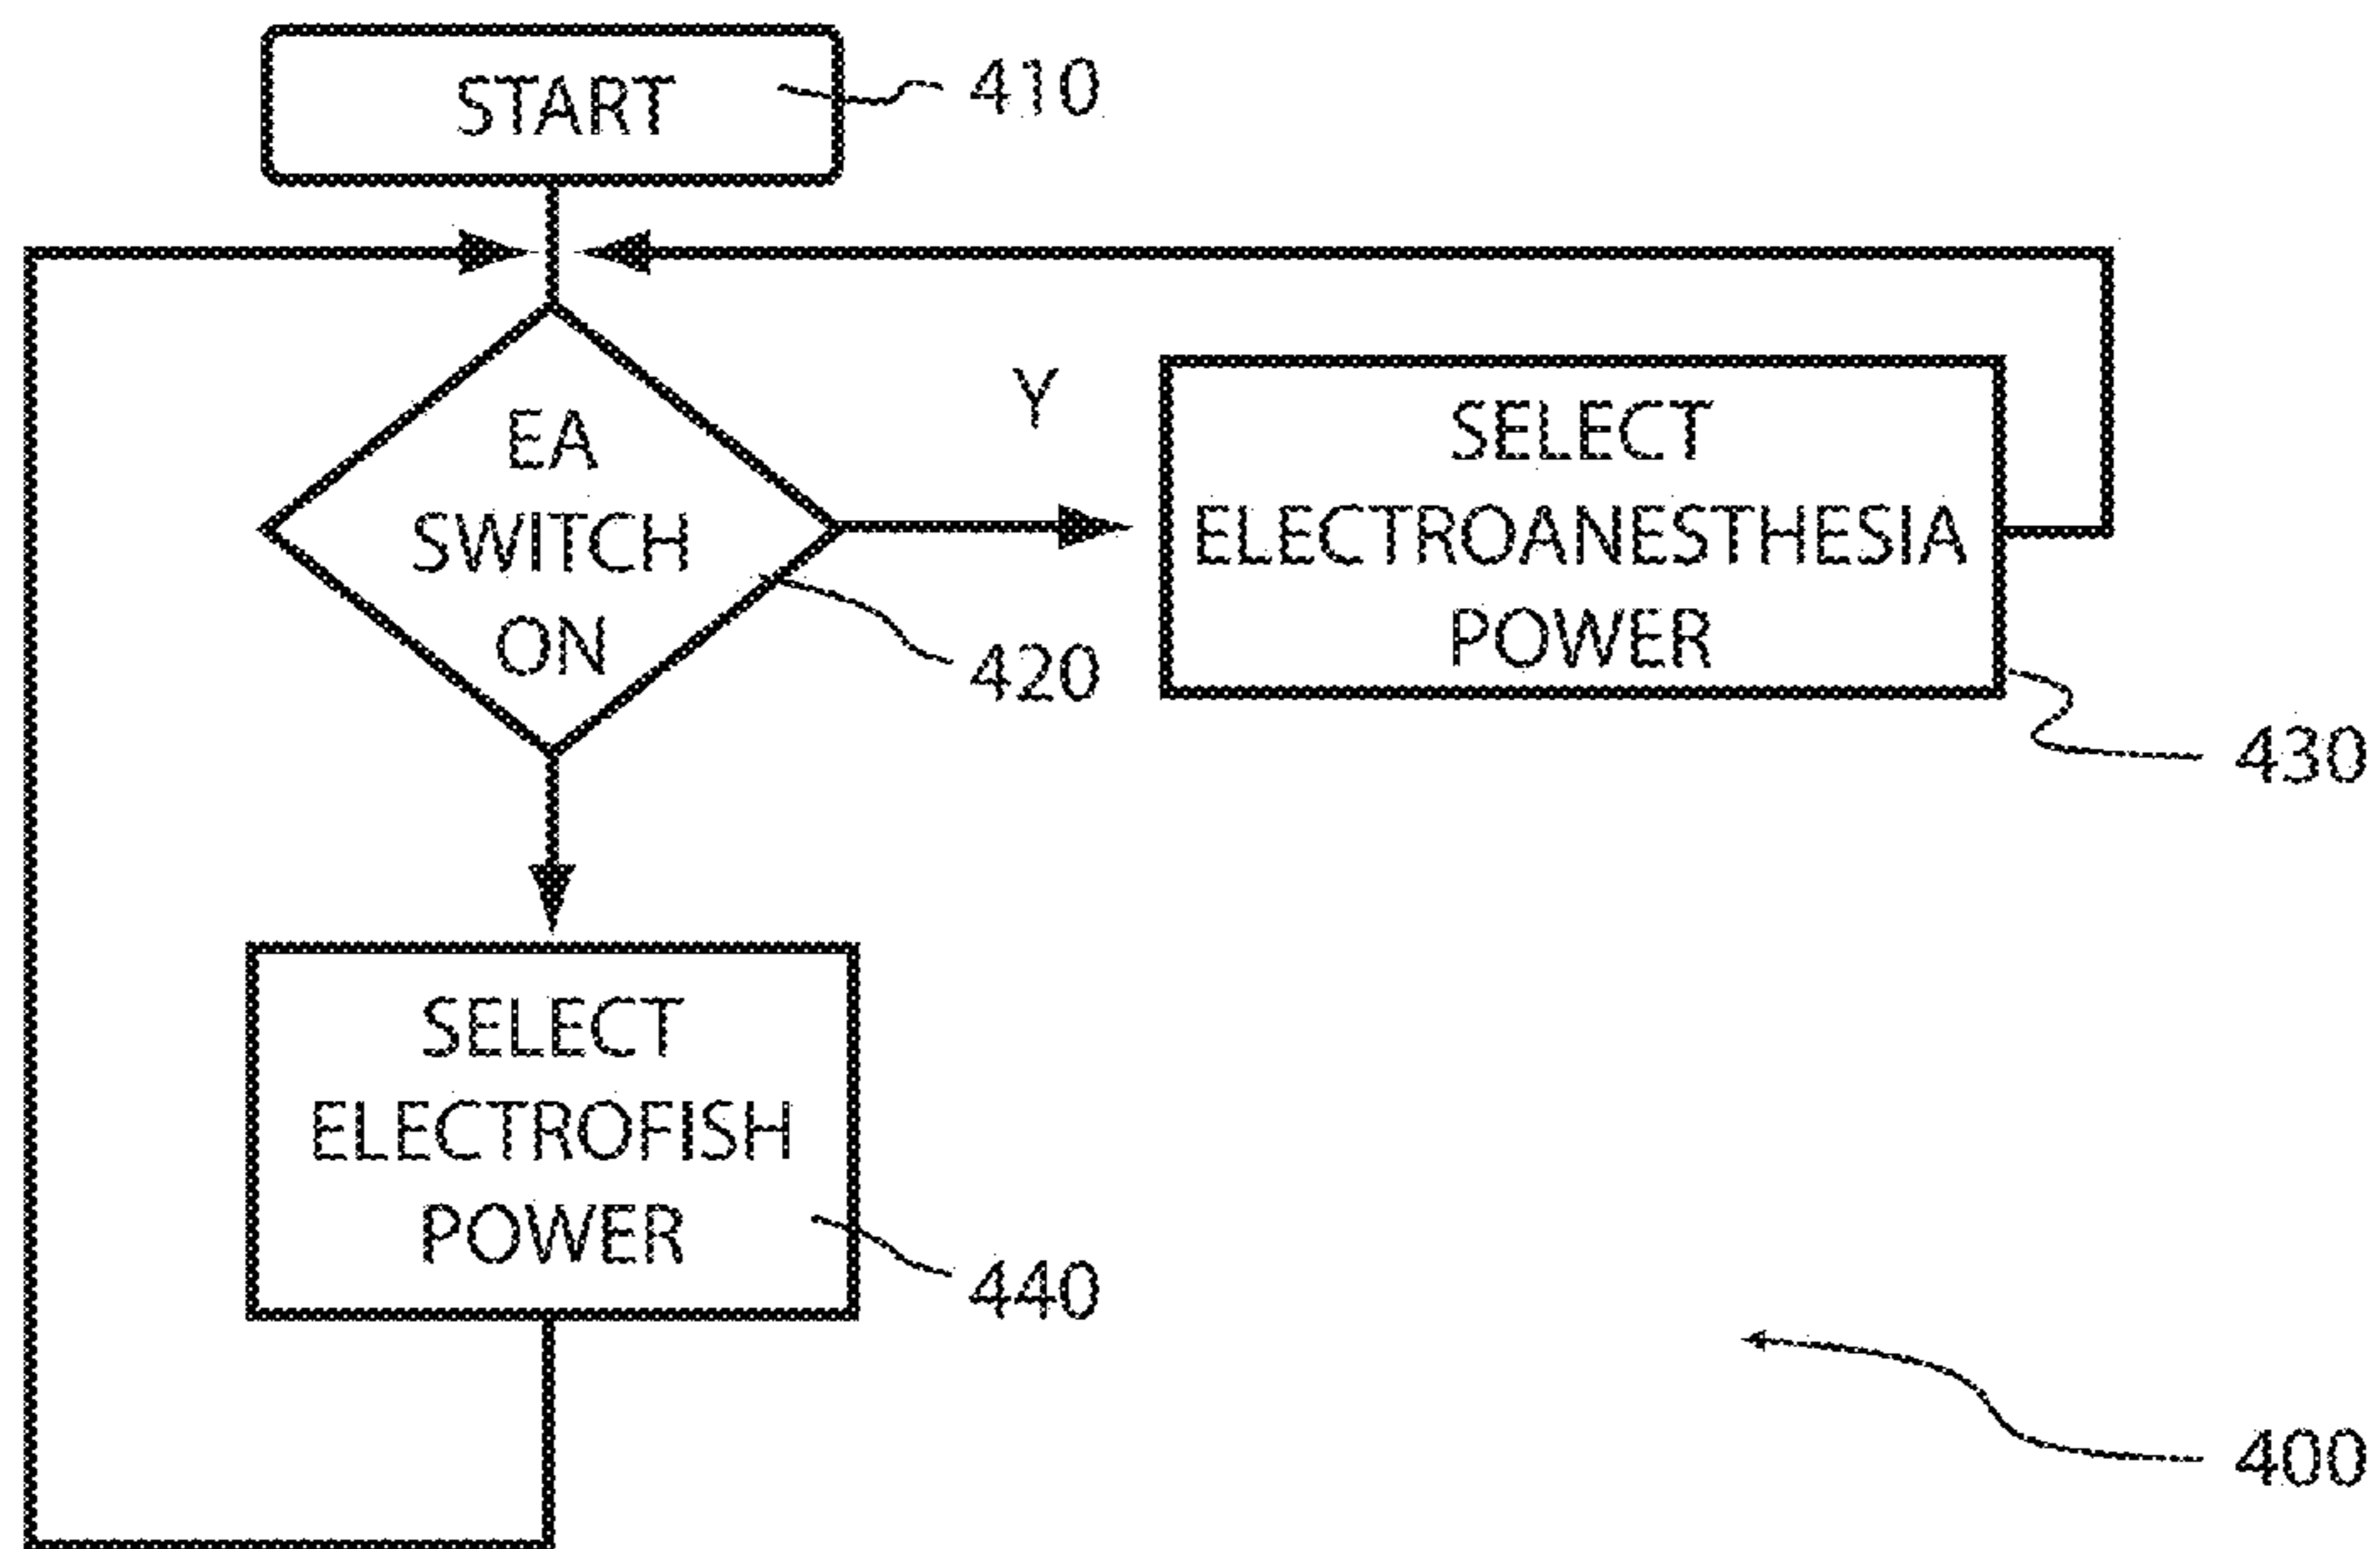 START
410
EA
SWITCH
ON
420
Y
SELECT
ELECTROANESTHESIA
POWER
430
SELECT
ELECTROFISH
POWER
440
400